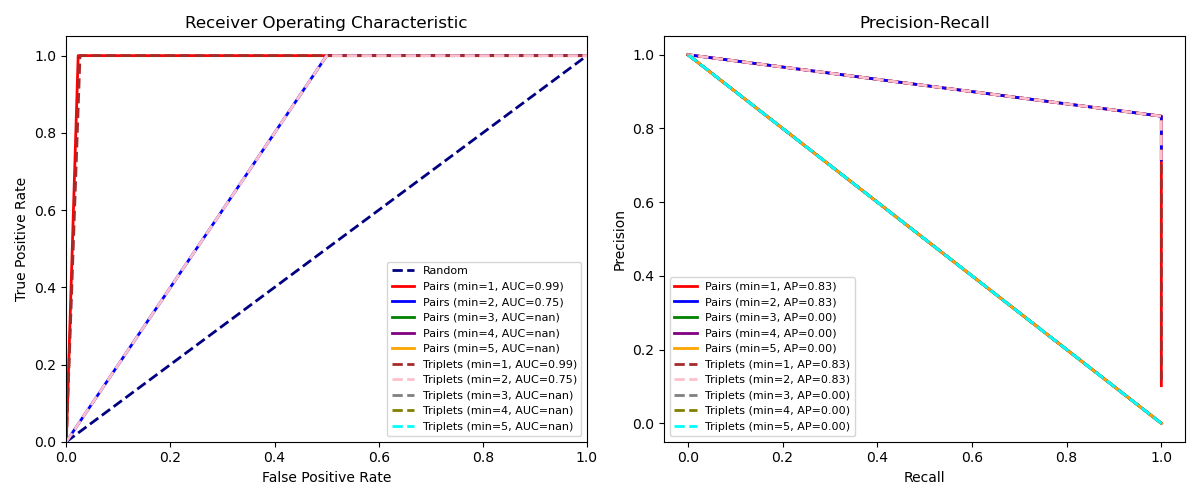 Receiver Operating Characteristic
True Positive Rate
1.0
0.8
0.6
0.4
0.2
0.0
Random
Pairs (min=1, AUC=0.99)
Pairs (min=2, AUC=0.75)
Pairs (min=3, AUC=nan)
Pairs (min=4, AUC=nan)
Pairs (min=5, AUC=nan)
Triplets (min=1, AUC=0.99)
Triplets (min=2, AUC=0.75)
Triplets (min=3, AUC=nan)
Triplets (min=4, AUC=nan)
Triplets (min=5, AUC=nan)
0.0 0.2 0.4 0.6 0.8 1.0
False Positive Rate
Precision-Recall
Precision
1.0
0.8
0.6
0.4
0.2
0.0
Pairs (min=1, AP=0.83)
Pairs (min=2, AP=0.83)
Pairs (min=3, AP=0.00)
Pairs (min=4, AP=0.00)
Pairs (min=5, AP=0.00)
Triplets (min=1, AP=0.83)
Triplets (min=2, AP=0.83)
Triplets (min=3, AP=0.00)
Triplets (min=4, AP=0.00)
Triplets (min=5, AP=0.00)
0.0 0.2 0.4 0.6 0.8 1.0
Recall